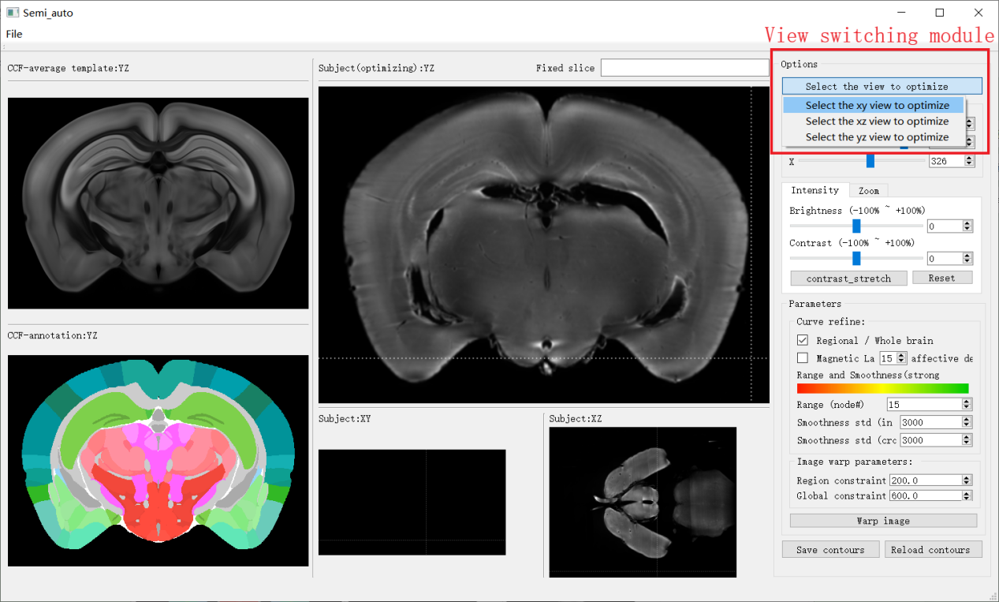 Semi_auto
File
View switching module
CCF-average template:YZ
Subject(optimizing):YZ
Fixed slice
Options
Select the view to optimize
Select the xy view to optimize
Select the xz view to optimize
Select the yz view to optimize
X 326
Intensity Zoom
Brightness (-100% ~ +100%)
0
Contrast (-100% ~ +100%)
0
contrast_stretch Reset
Parameters
Curve refine:
Regional / Whole brain
Magnetic La 15 affective de
Range and Smoothness(strong
Range (node#) 15
Smoothness std (in 3000
Smoothness std (crc 3000
Image warp parameters:
Region constraint 200.0
Global constraint 600.0
Warp image
Save contours Reload contours
CCF-annotation:YZ
Subject:XY
Subject:XZ